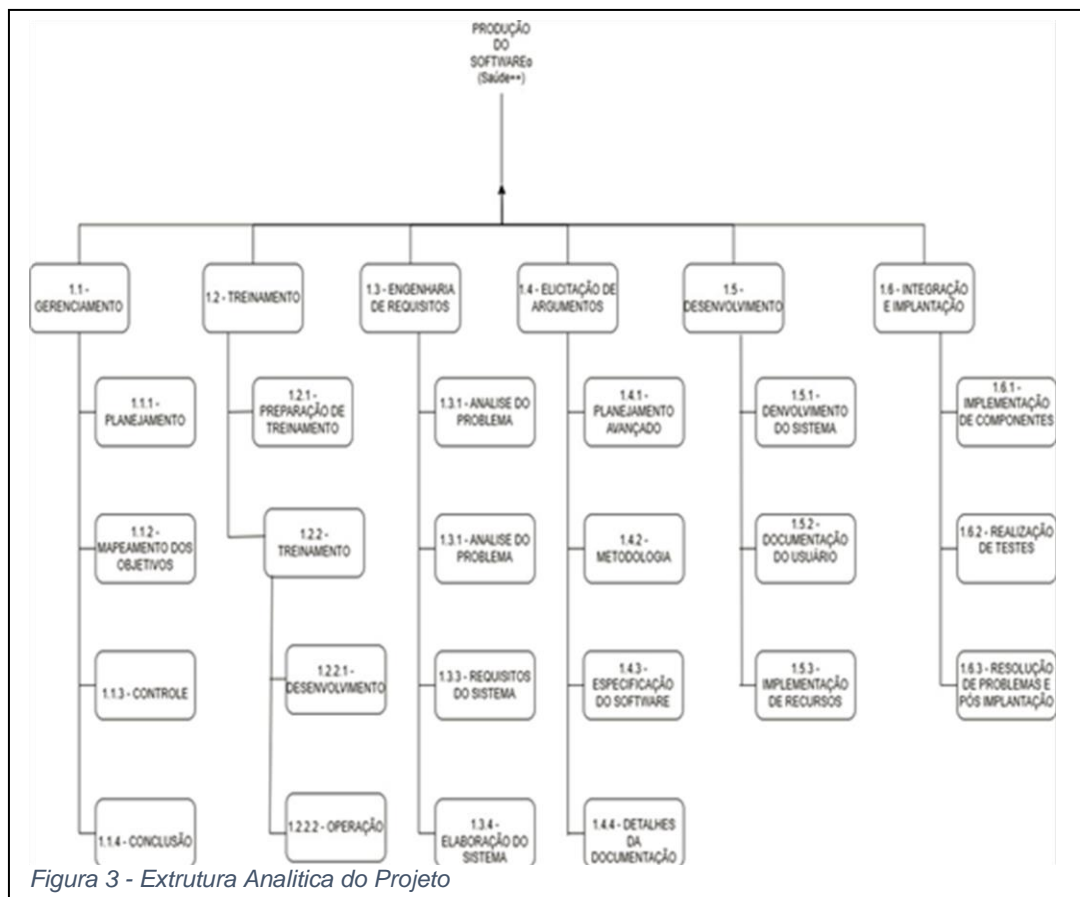 PRODUÇÃO
DO
SOFTWARE
(Saúde++)
1.1 -
GERENCIAMENTO
1.2 - TREINAMENTO
1.3 - ENGENHARIA
DE REQUISITOS
1.4 - ELICITAÇÃO DE
ARGUMENTOS
1.5 -
DESENVOLVIMENTO
1.6 - INTEGRAÇÃO
E IMPLANTAÇÃO
1.1.1 -
PLANEJAMENTO
1.2.1 -
PREPARAÇÃO DE
TREINAMENTO
1.3.1 - ANALISE DO
PROBLEMA
1.4.1 -
PLANEJAMENTO
AVANÇADO
1.5.1 -
DENVOLVIMENTO
DO SISTEMA
1.6.1 -
IMPLEMENTAÇÃO
DE COMPONENTES
1.1.2 -
MAPEAMENTO DOS
OBJETIVOS
1.2.2 -
TREINAMENTO
1.3.1 - ANALISE DO
PROBLEMA
1.4.2 -
METODOLOGIA
1.5.2 -
DOCUMENTAÇÃO
DO USUÁRIO
1.6.2 - REALIZAÇÃO
DE TESTES
1.1.3 - CONTROLE
1.2.2.1 -
DESENVOLVIMENTO
1.3.3 - REQUISITOS
DO SISTEMA
1.4.3 -
ESPECIFICAÇÃO
DO SOFTWARE
1.5.3 -
IMPLEMENTAÇÃO
DE RECURSOS
1.6.3 - RESOLUÇÃO
DE PROBLEMAS E
PÓS IMPLANTAÇÃO
1.1.4 - CONCLUSÃO
1.2.2.2 - OPERAÇÃO
1.3.4 -
ELABORAÇÃO DO
SISTEMA
1.4.4 - DETALHES
DA
DOCUMENTAÇÃO
Figura 3 - Extrutura Analitica do Projeto